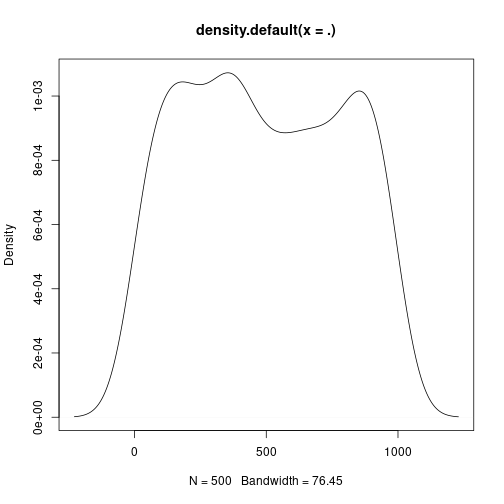 density.default(x = .)
Density
1e-03
8e-04
6e-04
4e-04
2e-04
0e+00
0 500 1000
N = 500 Bandwidth = 76.45